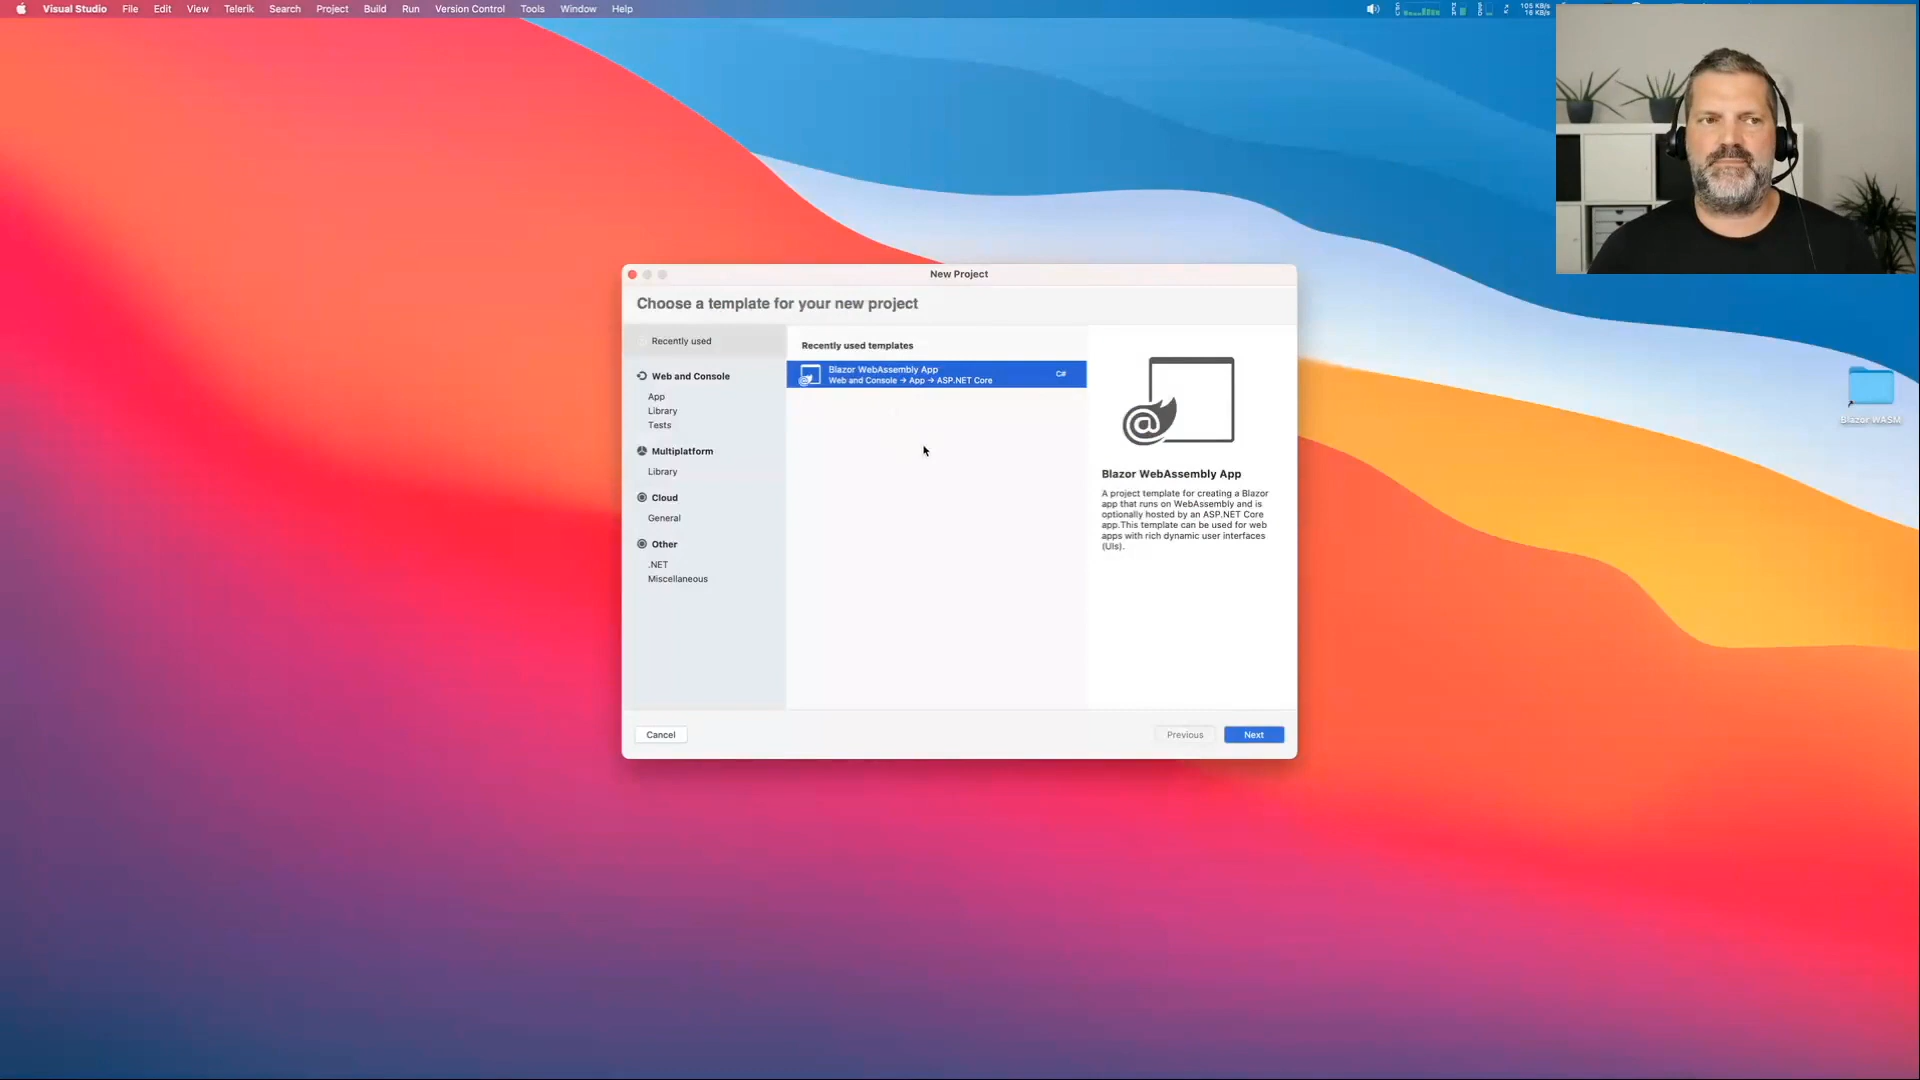 Visual Studio File Edit View Telerik Search Project Build Run Version Control Tools Window Help
105 KB/s
16 KB/s
New Project
Choose a template for your new project
Recently used
Web and Console
App
Library
Tests
Multiplatform
Library
Cloud
General
Other
.NET
Miscellaneous
Recently used templates
Blazor WebAssembly App
Web and Console → App → ASP.NET Core
C#
Blazor WebAssembly App
A project template for creating a Blazor
app that runs on WebAssembly and is
optionally hosted by an ASP.NET Core
app.This template can be used for web
apps with rich dynamic user interfaces
(UIs).
Cancel
Previous
Next
Blazor WASM